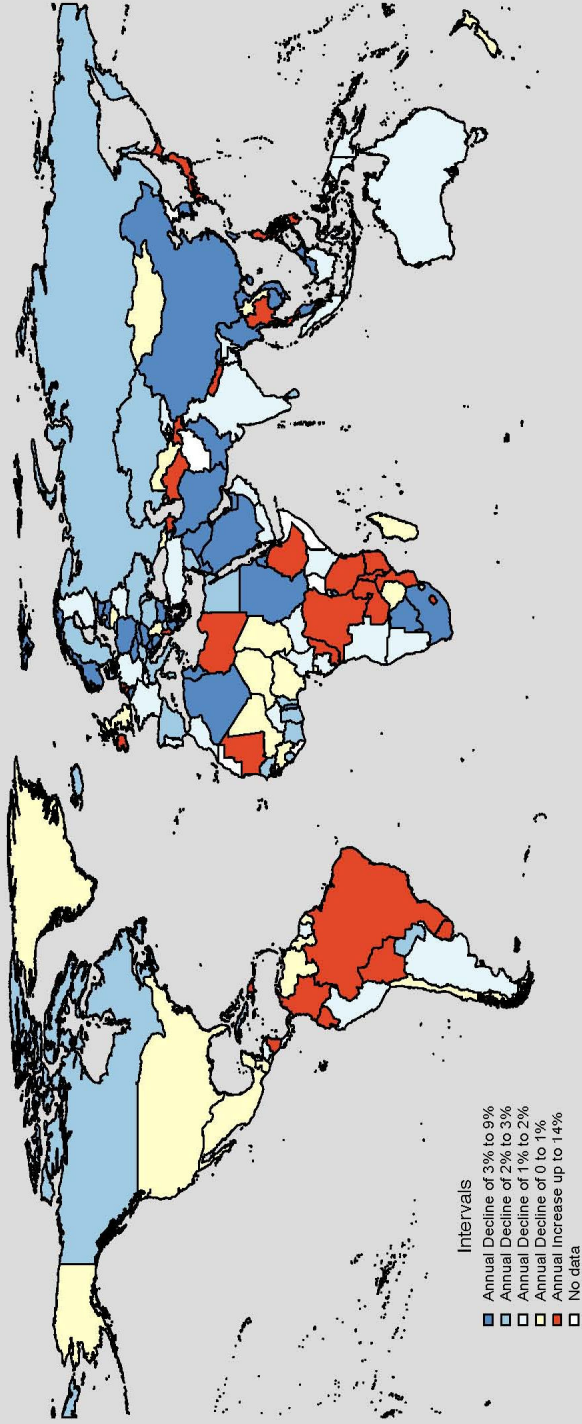 Intervals
Annual Decline of 3% to 9%
Annual Decline of 2% to 3%
Annual Decline of 1% to 2%
Annual Decline of 0 to 1%
Annual Increase up to 14%
No data